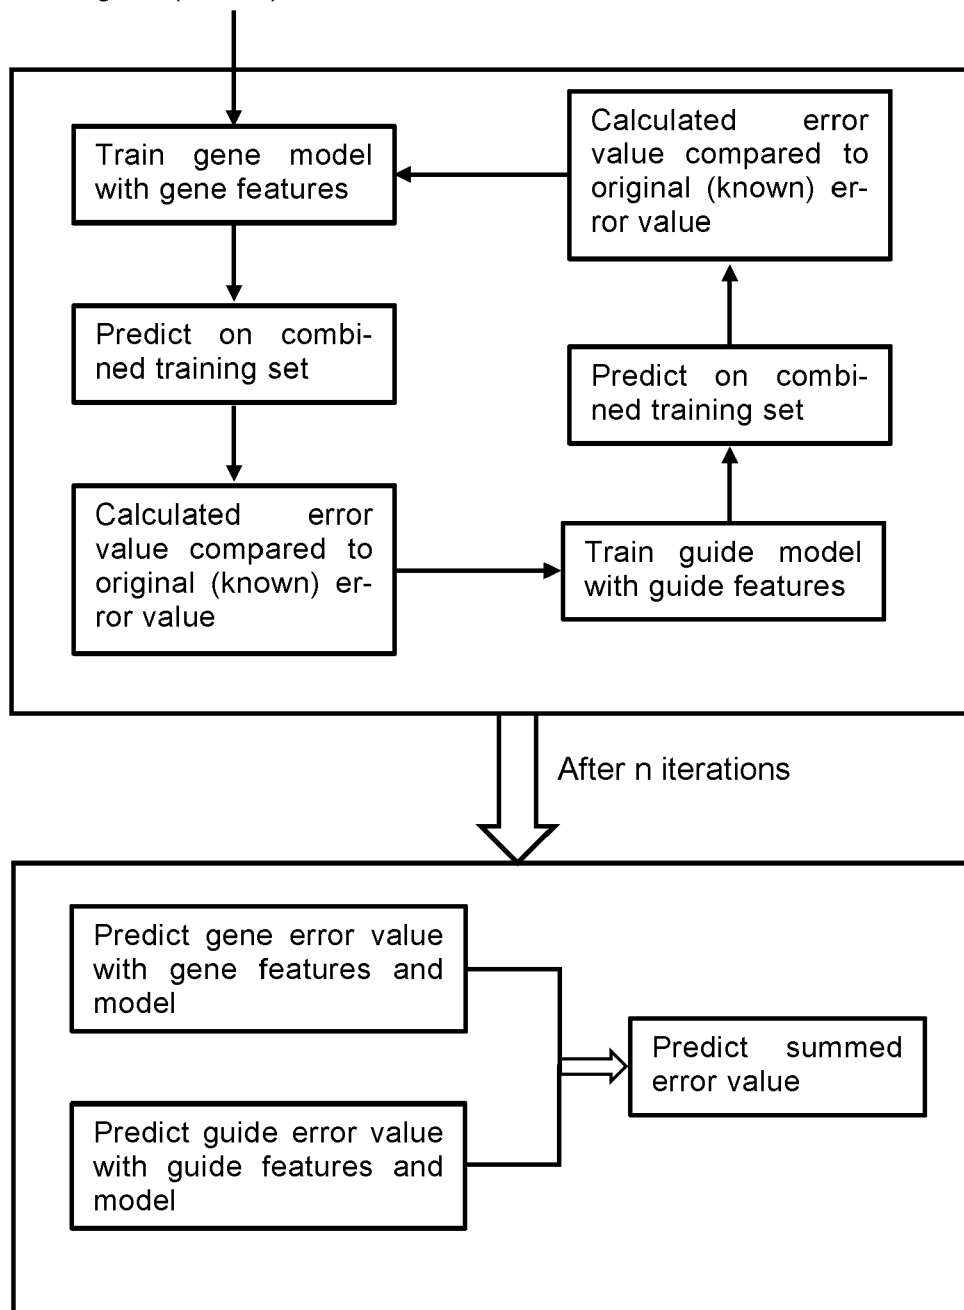 Train gene model
with gene features
Predict on combi-
ned training set
Calculated error
value compared to
original (known) er-
ror value
Train guide model
with guide features
Predict on combi-
ned training set
Calculated error
value compared to
original (known) er-
ror value
After n iterations
Predict gene error value
with gene features and
model
Predict guide error value
with guide features and
model
Predict summed
error value